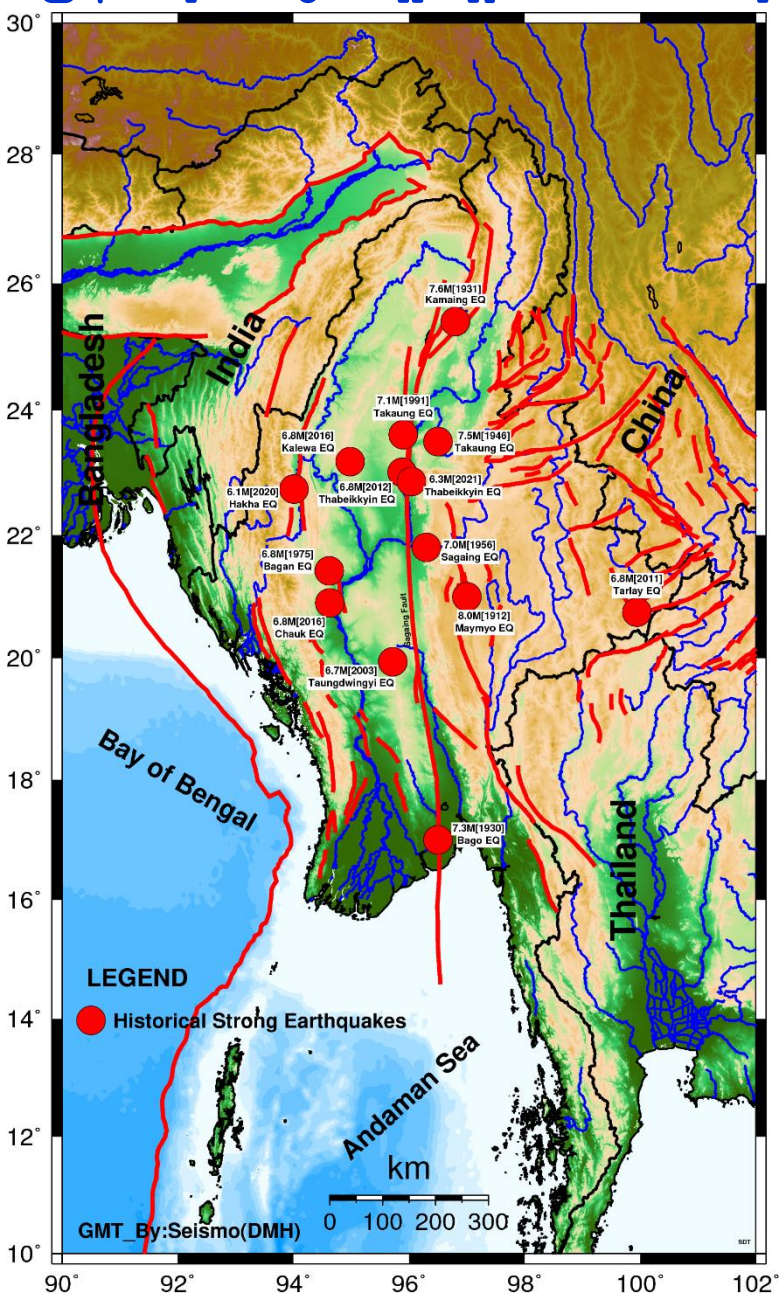 30°
28°
26°
24°
22°
20°
18°
16°
14°
12°
10°
90°
92°
94°
96°
98°
100°
102°
7.6M[1931]
Kamaing EQ
India
Bangladesh
China
7.1M[1991]
Takaung EQ
7.5M[1946]
Takaung EQ
6.8M[2016]
Kalewa EQ
6.8M[2012]
Thabeikkyin EQ
6.3M[2021]
Thabeikkyin EQ
6.1M[2020]
Hakha EQ
7.0M[1956]
Sagaing EQ
6.8M[1975]
Bagan EQ
6.8M[2011]
Tarlay EQ
6.8M[2016]
Chauk EQ
8.0M[1912]
Maymyo EQ
Sagaing Fault
6.7M[2003]
Taungdwingyi EQ
Bay of Bengal
7.3M[1930]
Bago EQ
Thailand
LEGEND
Historical Strong Earthquakes
Andaman Sea
km
0 100 200 300
GMT_By:Seismo(DMH)
SDT